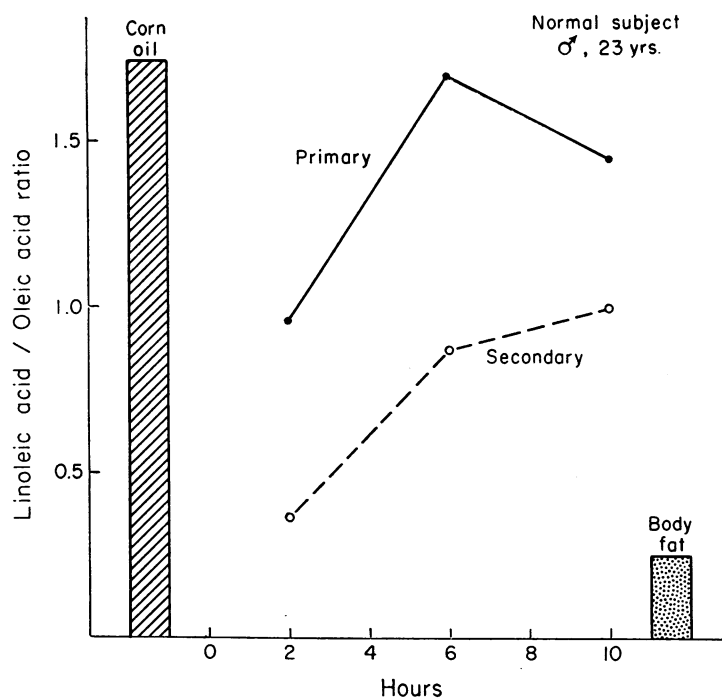 Corn
oil
Normal subject
♂, 23 yrs.
1.5
Primary
1.0
Secondary
0.5
Body
fat
Linoleic acid / Oleic acid ratio
0 2 4 6 8 10
Hours